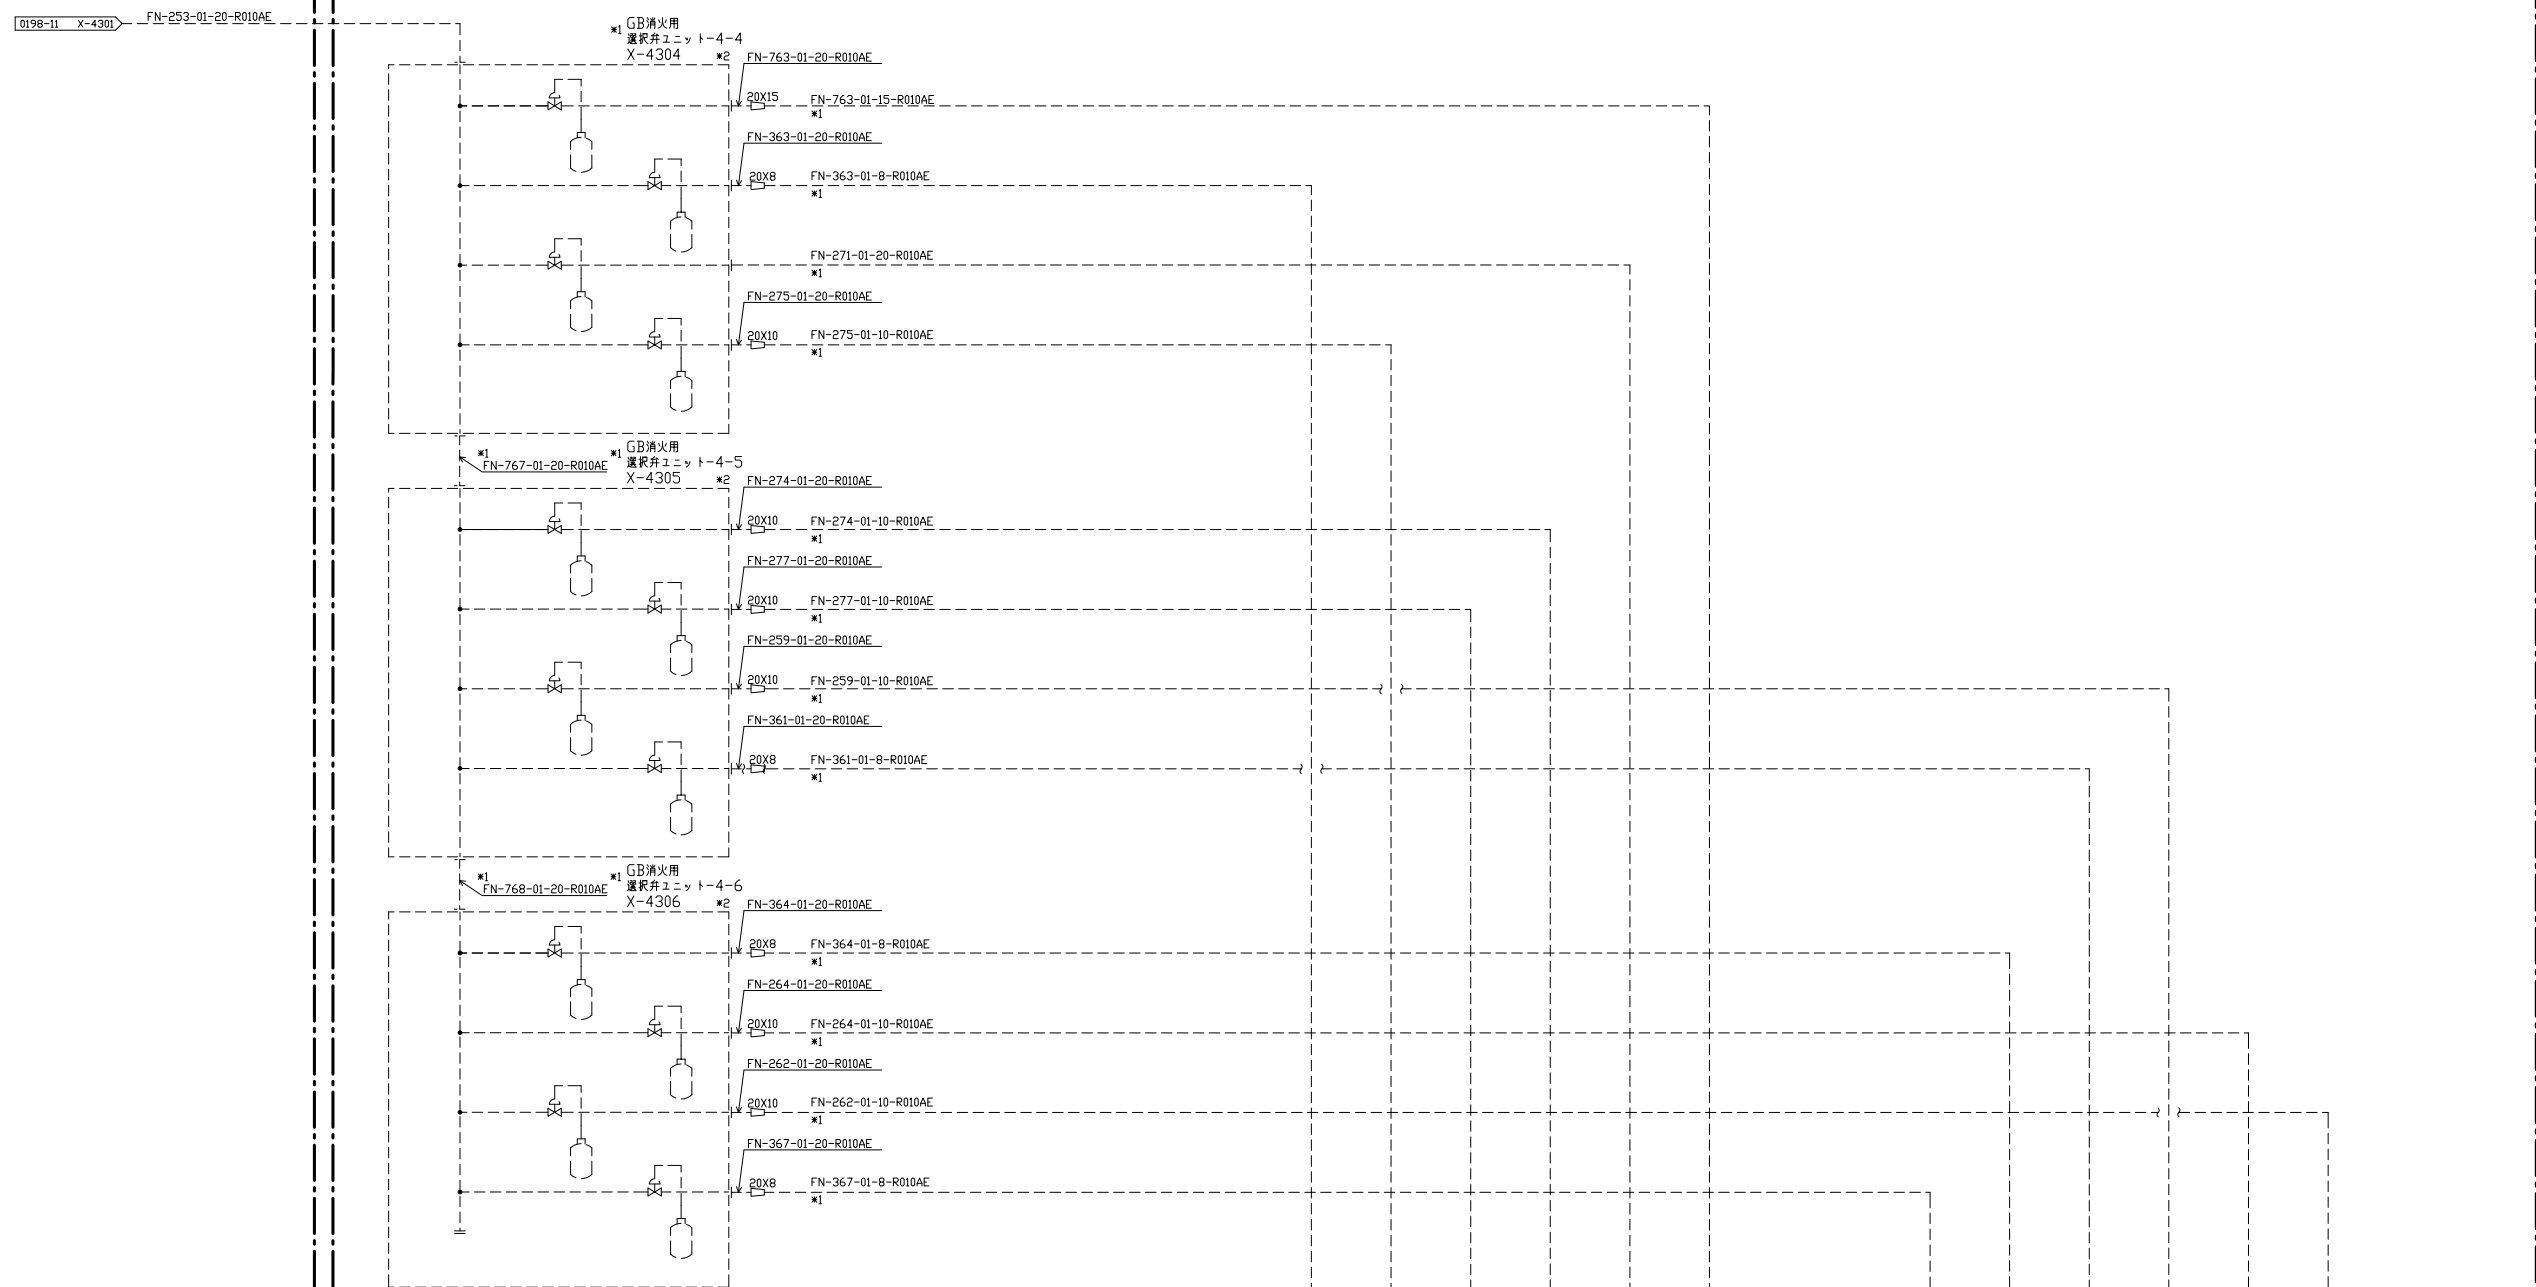 0198-11 X-4301
FN-253-01-20-R010AE
*1 GB消火用
選択弁ユニット-4-4
X-4304 *2
FN-763-01-20-R010AE
20X15 FN-763-01-15-R010AE
*1
FN-363-01-20-R010AE
20X8 FN-363-01-8-R010AE
*1
FN-271-01-20-R010AE
*1
FN-275-01-20-R010AE
20X10 FN-275-01-10-R010AE
*1
*1
FN-767-01-20-R010AE
*1 GB消火用
選択弁ユニット-4-5
X-4305 *2
FN-274-01-20-R010AE
20X10 FN-274-01-10-R010AE
*1
FN-277-01-20-R010AE
20X10 FN-277-01-10-R010AE
*1
FN-259-01-20-R010AE
20X10 FN-259-01-10-R010AE
*1
FN-361-01-20-R010AE
20X8 FN-361-01-8-R010AE
*1
*1
FN-768-01-20-R010AE
*1 GB消火用
選択弁ユニット-4-6
X-4306 *2
FN-364-01-20-R010AE
20X8 FN-364-01-8-R010AE
*1
FN-264-01-20-R010AE
20X10 FN-264-01-10-R010AE
*1
FN-262-01-20-R010AE
20X10 FN-262-01-10-R010AE
*1
FN-367-01-20-R010AE
20X8 FN-367-01-8-R010AE
*1